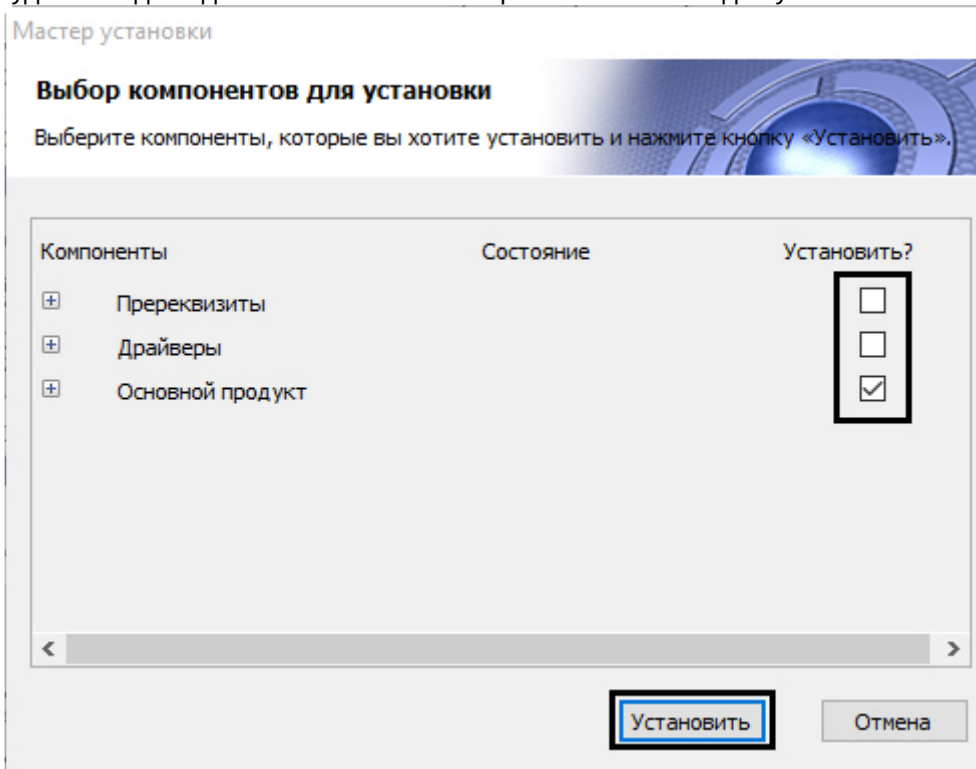 Мастер установки
Выбор компонентов для установки
Выберите компоненты, которые вы хотите установить и нажмите кнопку «Установить».
Компоненты Состояние Установить?
Пререквизиты
Драйверы
Основной продукт
Установить Отмена